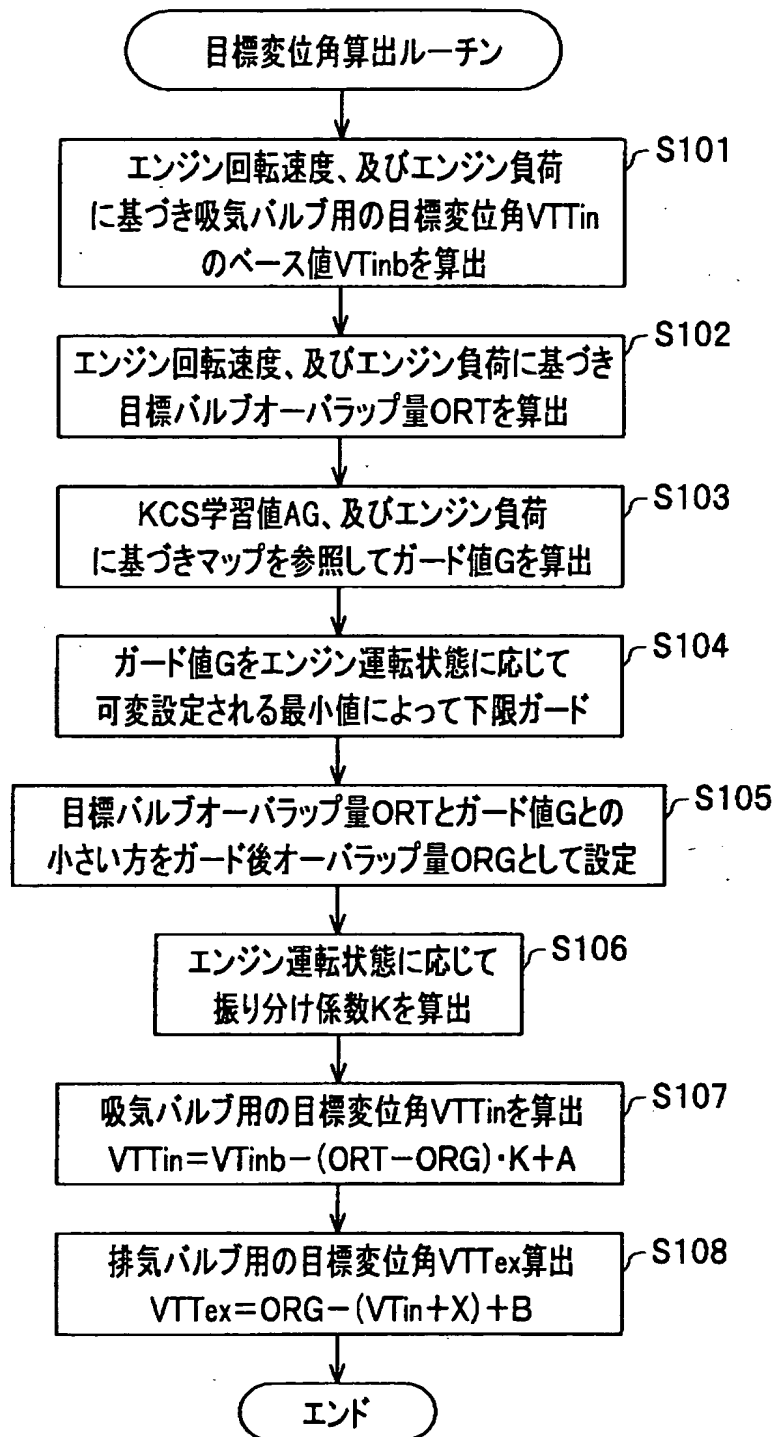 目標変位角算出ルーチン
S101
エンジン回転速度、及びエンジン負荷
に基づき吸気バルブ用の目標変位角VTTin
のベース値VTinbを算出
S102
エンジン回転速度、及びエンジン負荷に基づき
目標バルブオーバラップ量ORTを算出
S103
KCS学習値AG、及びエンジン負荷
に基づきマップを参照してガード値Gを算出
S104
ガード値Gをエンジン運転状態に応じて
可変設定される最小値によって下限ガード
S105
目標バルブオーバラップ量ORTとガード値Gとの
小さい方をガード後オーバラップ量ORGとして設定
S106
エンジン運転状態に応じて
振り分け係数Kを算出
S107
吸気バルブ用の目標変位角VTTinを算出
VTTin=VTinb-(ORT-ORG)・K+A
S108
排気バルブ用の目標変位角VTTex算出
VTTex=ORG-(VTin+X)+B
エンド